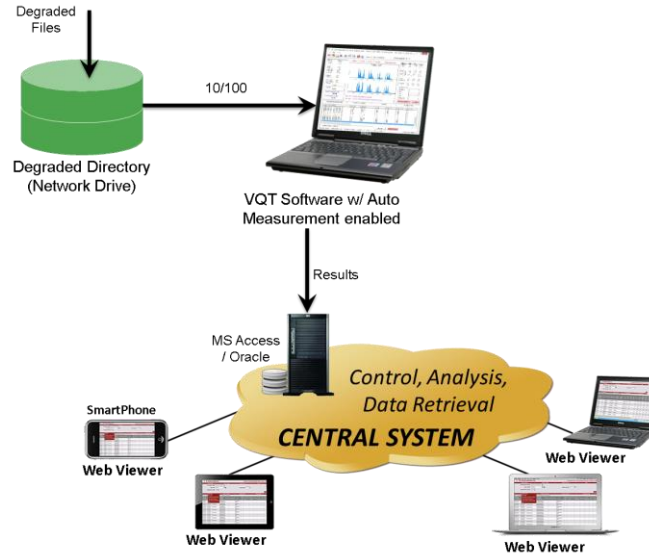 Degraded
Files
10/100
Degraded Directory
(Network Drive)
VQT Software w/ Auto
Measurement enabled
Results
MS Access
/ Oracle
Control, Analysis,
Data Retrieval
CENTRAL SYSTEM
SmartPhone
Web Viewer
Web Viewer
Web Viewer
Web Viewer